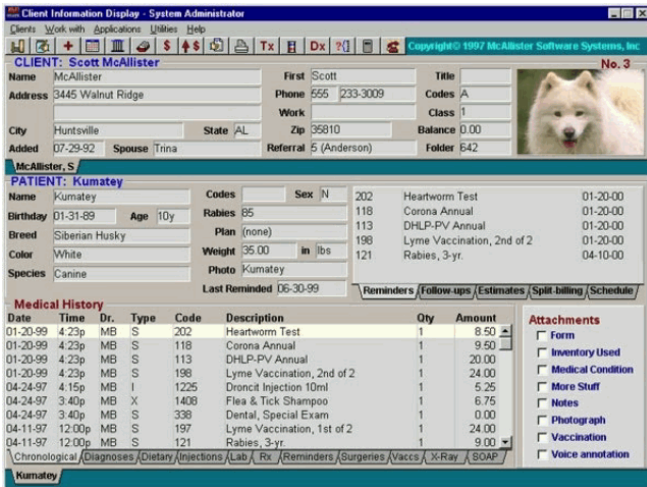 Client Information Display - System Administrator
Clients Work with Applications Utilities Help
$ $ Tx Dx ?{} Copyright© 1997 McAllister Software Systems, Inc
CLIENT: Scott McAllister No. 3
Name McAllister First Scott Title
Address 3445 Walnut Ridge Phone 555 233-3009 Codes A
Work Class 1
City Huntsville State AL Zip 35810 Balance 0.00
Added 07-29-92 Spouse Trina Referral 5 (Anderson) Folder 642
McAllister, S
PATIENT: Kumatey
Name Kumatey Codes Sex N
Birthday 01-31-89 Age 10y Rabies 85
Breed Siberian Husky Plan (none)
Color White Weight 35.00 in lbs
Species Canine Photo Kumatey
Last Reminded 06-30-99
202 Heartworm Test 01-20-00
118 Corona Annual 01-20-00
113 DHLP-PV Annual 01-20-00
198 Lyme Vaccination, 2nd of 2 01-20-00
121 Rabies, 3-yr. 04-10-00
Reminders Follow-ups Estimates Split-billing Schedule
Medical History
Date Time Dr. Type Code Description Qty Amount
01-20-99 4:23p MB S 202 Heartworm Test 1 8.50
01-20-99 4:23p MB S 118 Corona Annual 1 9.50
01-20-99 4:23p MB S 113 DHLP-PV Annual 1 20.00
01-20-99 4:23p MB S 198 Lyme Vaccination, 2nd of 2 1 24.00
04-24-97 4:15p MB I 1225 Droncit Injection 10ml 1 5.25
04-24-97 3:40p MB X 1408 Flea & Tick Shampoo 1 6.75
04-24-97 3:40p MB S 338 Dental, Special Exam 1 0.00
04-11-97 12:00p MB S 197 Lyme Vaccination, 1st of 2 1 24.00
04-11-97 12:00p MB S 121 Rabies, 3-yr. 1 9.00
Chronological Diagnoses Dietary Injections Lab Rx Reminders Surgeries Vaccs X-Ray SOAP
Kumatey
Attachments
Form
Inventory Used
Medical Condition
More Stuff
Notes
Photograph
Vaccination
Voice annotation